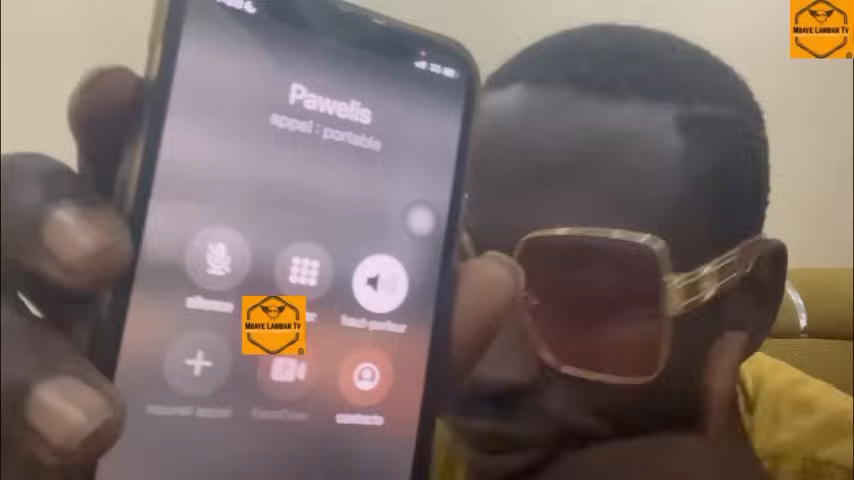 MBAYE LAMBAR TV
Pawelis
appel : portable
silence
haut-parleur
MBAYE LAMBAR TV
nouvel appel
FaceTime
contacts